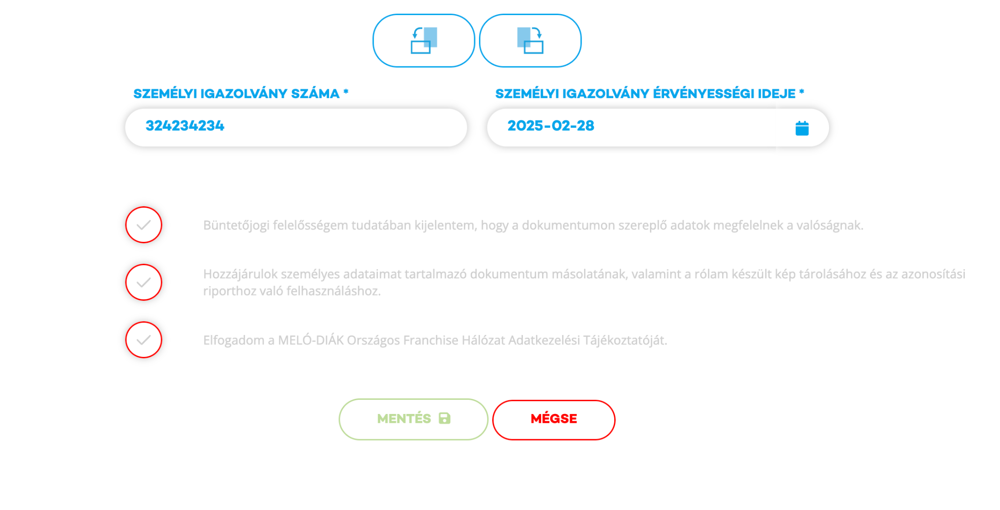 SZEMÉLYI IGAZOLVÁNY SZÁMA *
SZEMÉLYI IGAZOLVÁNY ÉRVÉNYESSÉGI IDEJE *
324234234
2025-02-28
Büntetőjogi felelősségem tudatában kijelentem, hogy a dokumentumon szereplő adatok megfelelnek a valóságnak.
Hozzájárulok személyes adataimat tartalmazó dokumentum másolatának, valamint a rólam készült kép tárolásához és az azonosítási
riporthoz való felhasználáshoz.
Elfogadom a MELÓ-DIÁK Országos Franchise Hálózat Adatkezelési Tájékoztatóját.
MENTÉS
MÉGSE